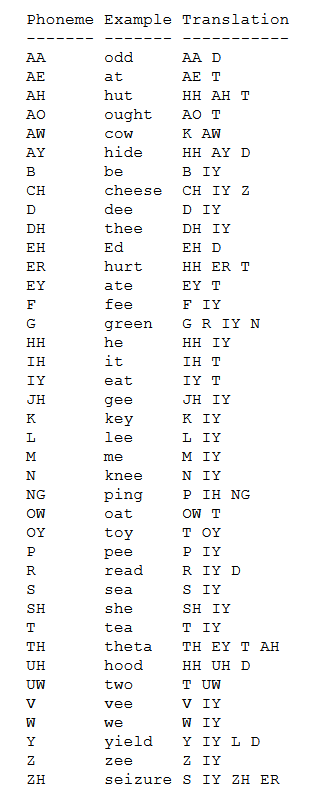 Phoneme Example Translation
------- ------- -----------
AA odd AA D
AE at AE T
AH hut HH AH T
AO ought AO T
AW cow K AW
AY hide HH AY D
B be B IY
CH cheese CH IY Z
D dee D IY
DH thee DH IY
EH Ed EH D
ER hurt HH ER T
EY ate EY T
F fee F IY
G green G R IY N
HH he HH IY
IH it IH T
IY eat IY T
JH gee JH IY
K key K IY
L lee L IY
M me M IY
N knee N IY
NG ping P IH NG
OW oat OW T
OY toy T OY
P pee P IY
R read R IY D
S sea S IY
SH she SH IY
T tea T IY
TH theta TH EY T AH
UH hood HH UH D
UW two T UW
V vee V IY
W we W IY
Y yield Y IY L D
Z zee Z IY
ZH seizure S IY ZH ER